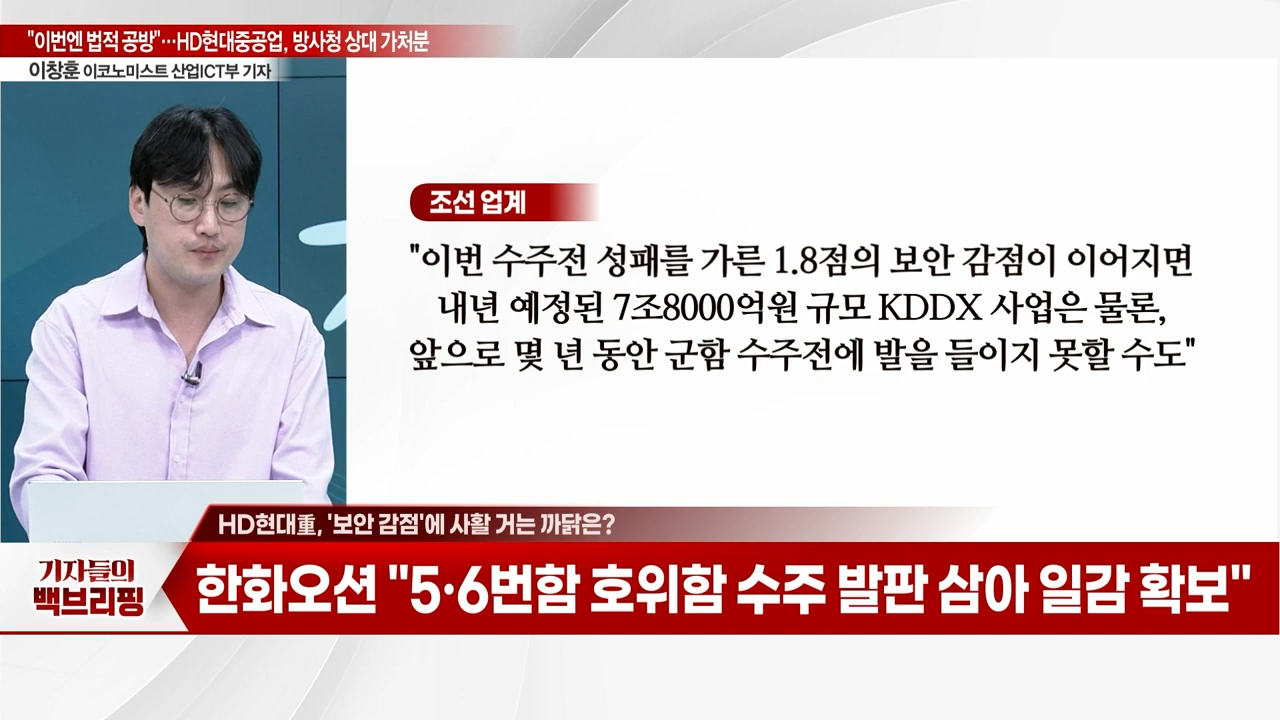 "이번엔 법적 공방"…HD현대중공업, 방사청 상대 가처분
이창훈 이코노미스트 산업ICT부 기자
조선 업계
"이번 수주전 성패를 가른 1.8점의 보안 감점이 이어지면
내년 예정된 7조8000억원 규모 KDDX 사업은 물론,
앞으로 몇 년 동안 군함 수주전에 발을 들이지 못할 수도"
HD현대重, '보안 감점'에 사활 거는 까닭은?
기자들의
백브리핑
한화오션 "5·6번함 호위함 수주 발판 삼아 일감 확보"